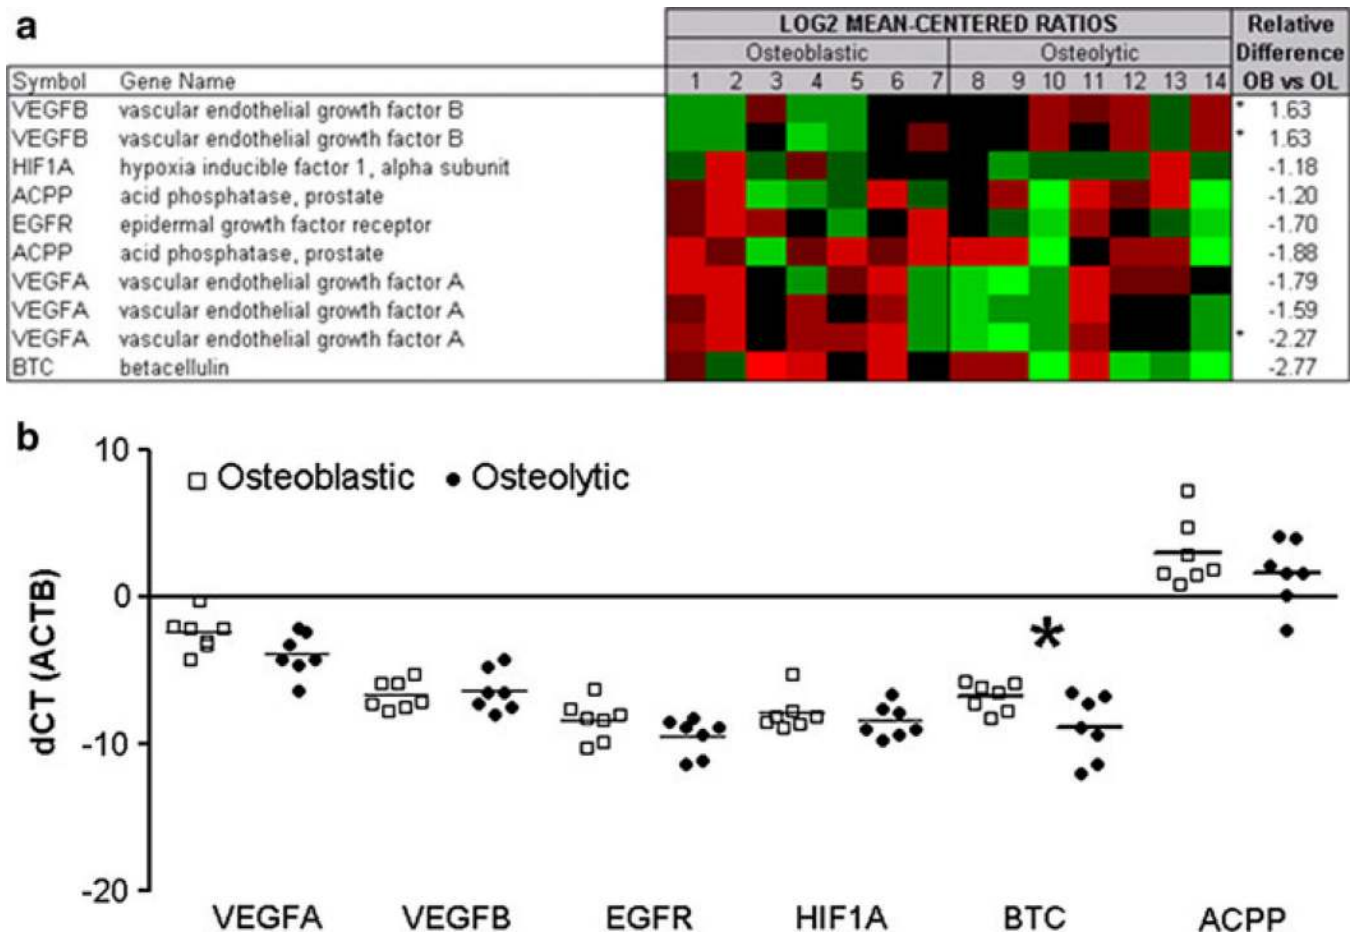 a
LOG2 MEAN-CENTERED RATIOS Relative
Osteoblastic Osteolytic Difference
Symbol Gene Name 1 2 3 4 5 6 7 8 9 10 11 12 13 14 OB vs OL
VEGFB vascular endothelial growth factor B * 1.63
VEGFB vascular endothelial growth factor B * 1.63
HIF1A hypoxia inducible factor 1, alpha subunit -1.18
ACPP acid phosphatase, prostate -1.20
EGFR epidermal growth factor receptor -1.70
ACPP acid phosphatase, prostate -1.88
VEGFA vascular endothelial growth factor A -1.79
VEGFA vascular endothelial growth factor A -1.59
VEGFA vascular endothelial growth factor A * -2.27
BTC betacellulin -2.77
b
10
Osteoblastic Osteolytic
0
*
-10
-20
dCT (ACTB)
VEGFA VEGFB EGFR HIF1A BTC ACPP